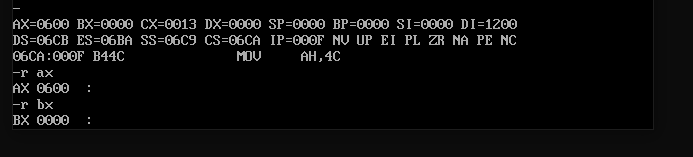 -
AX=0600 BX=0000 CX=0013 DX=0000 SP=0000 BP=0000 SI=0000 DI=1200
DS=06CB ES=06BA SS=06C9 CS=06CA IP=000F NV UP EI PL ZR NA PE NC
06CA:000F B44C MOV AH,4C
-r ax
AX 0600 :
-r bx
BX 0000 :